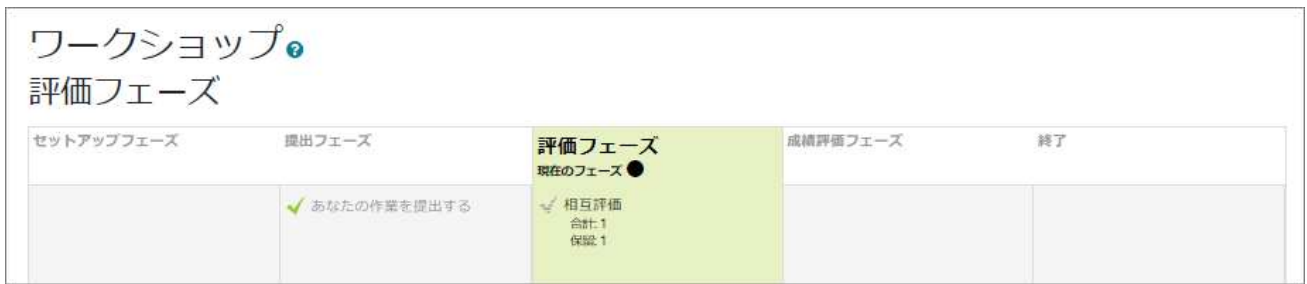 ワークショップ
評価フェーズ
セットアップフェーズ
提出フェーズ
評価フェーズ
現在のフェーズ
成績評価フェーズ
終了
あなたの作業を提出する
相互評価
合計: 1
保留: 1